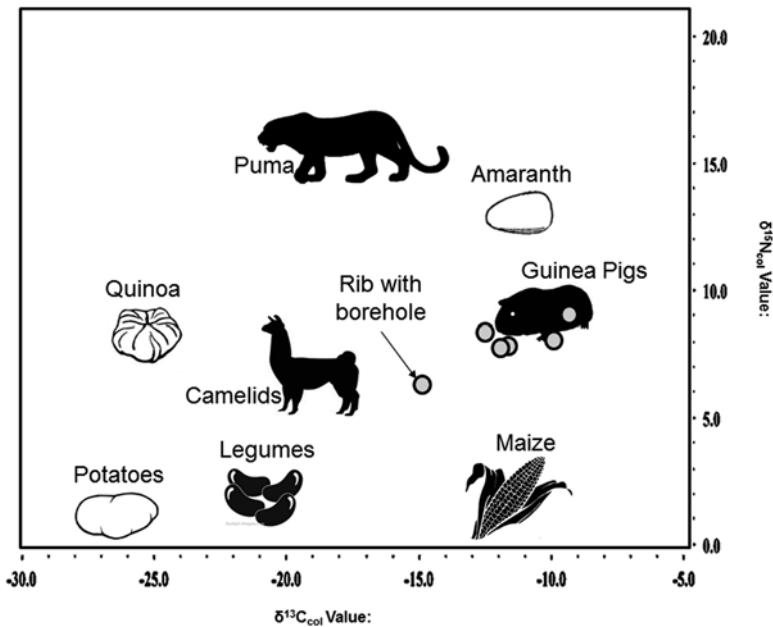 20.0
Puma
15.0
Amaranth
δ¹⁵Ncol Value:
Guinea Pigs
Quinoa
Rib with
borehole
10.0
Camelids
5.0
Legumes
Maize
Potatoes
0.0
-30.0 -25.0 -20.0 -15.0 -10.0 -5.0
δ¹³Ccol Value: